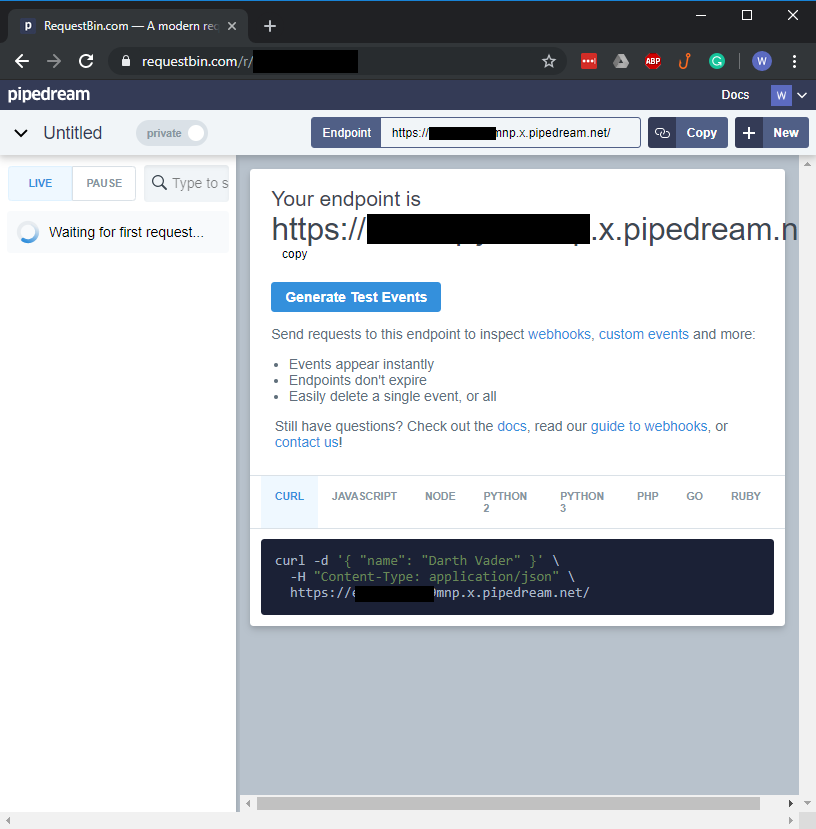 RequestBin.com — A modern req
requestbin.com/r/
ABP
G
W
pipedream
Docs
W
Untitled
private
Endpoint
https://
mnp.x.pipedream.net/
Copy
New
LIVE
PAUSE
Type to s
Waiting for first request...
Your endpoint is
https://
.x.pipedream.n
copy
Generate Test Events
Send requests to this endpoint to inspect webhooks, custom events and more:
• Events appear instantly
• Endpoints don't expire
• Easily delete a single event, or all
Still have questions? Check out the docs, read our guide to webhooks, or
contact us!
CURL
JAVASCRIPT
NODE
PYTHON
2
PYTHON
3
PHP
GO
RUBY
curl -d '{ "name": "Darth Vader" }' \
-H "Content-Type: application/json" \
https://
mnp.x.pipedream.net/